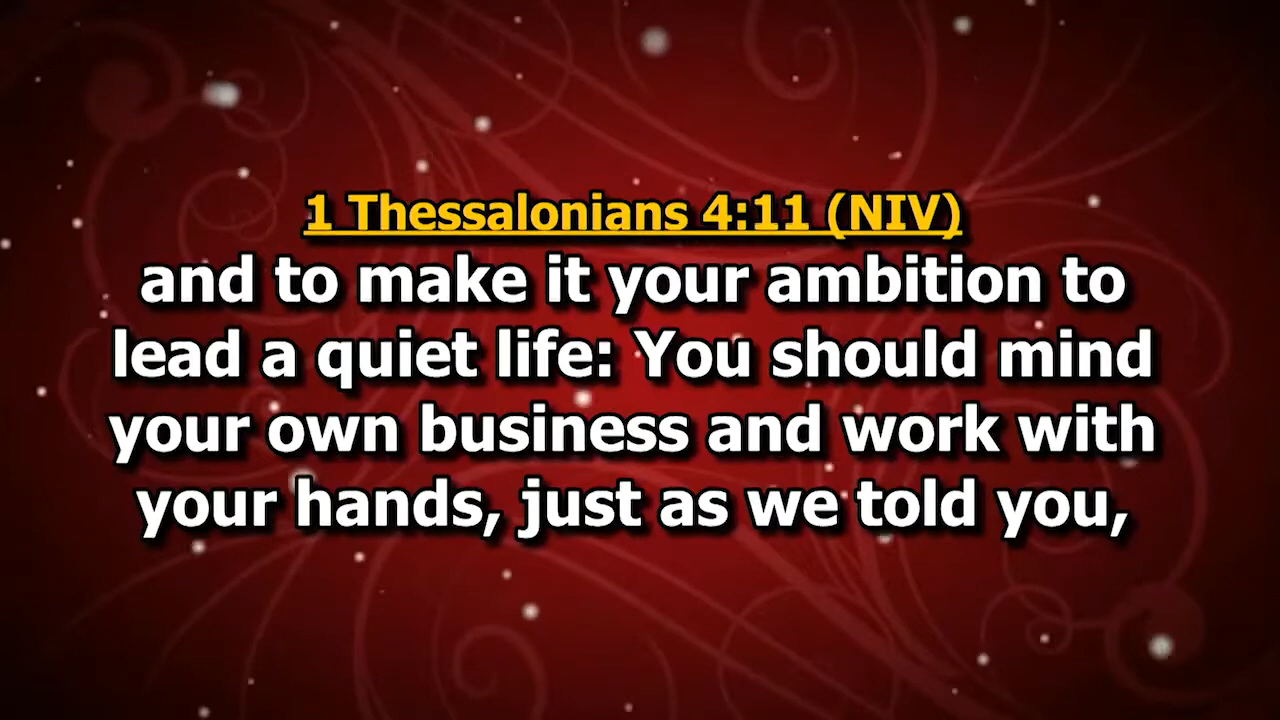 1 Thessalonians 4:11 (NIV)
and to make it your ambition to
lead a quiet life: You should mind
your own business and work with
your hands, just as we told you,